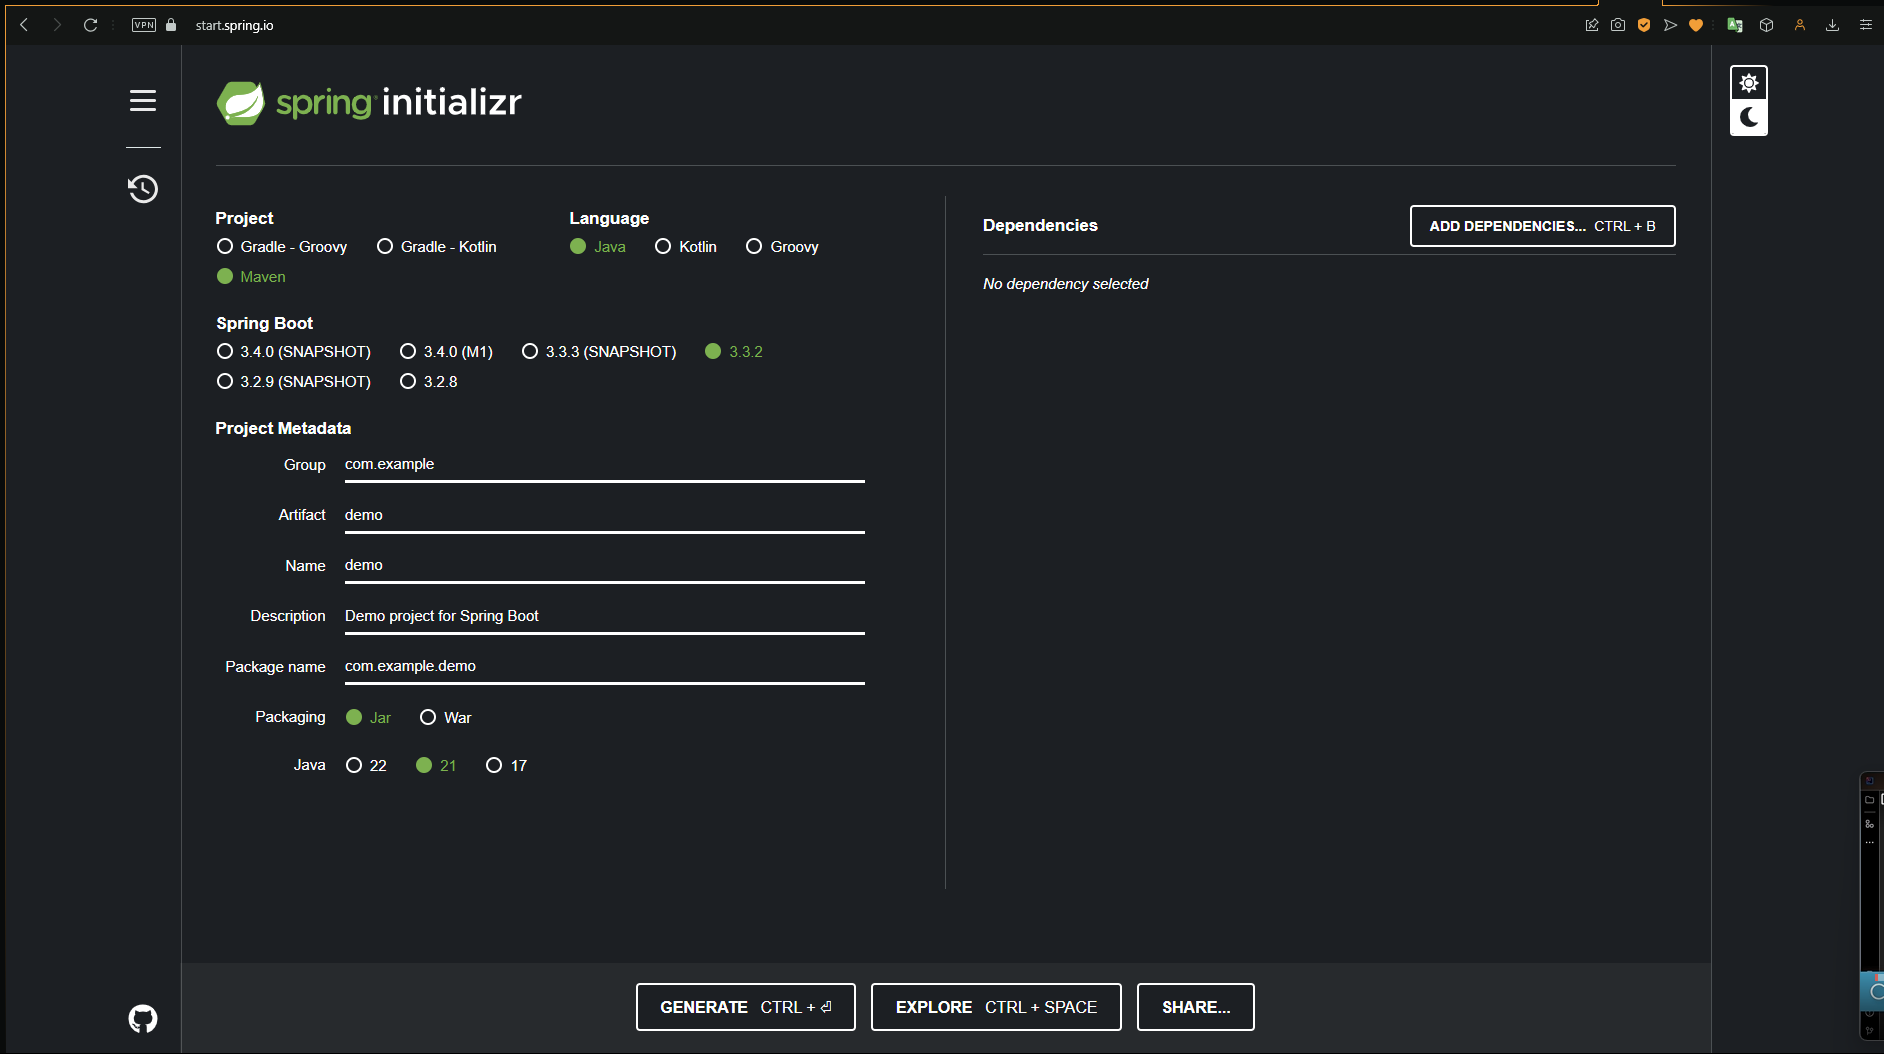 VPN start.spring.io
spring initializr
Project
Gradle - Groovy Gradle - Kotlin
Maven
Language
Java Kotlin Groovy
Spring Boot
3.4.0 (SNAPSHOT) 3.4.0 (M1) 3.3.3 (SNAPSHOT) 3.3.2
3.2.9 (SNAPSHOT) 3.2.8
Project Metadata
Group com.example
Artifact demo
Name demo
Description Demo project for Spring Boot
Package name com.example.demo
Packaging Jar War
Java 22 21 17
Dependencies ADD DEPENDENCIES... CTRL + B
No dependency selected
GENERATE CTRL + ⏎ EXPLORE CTRL + SPACE SHARE...